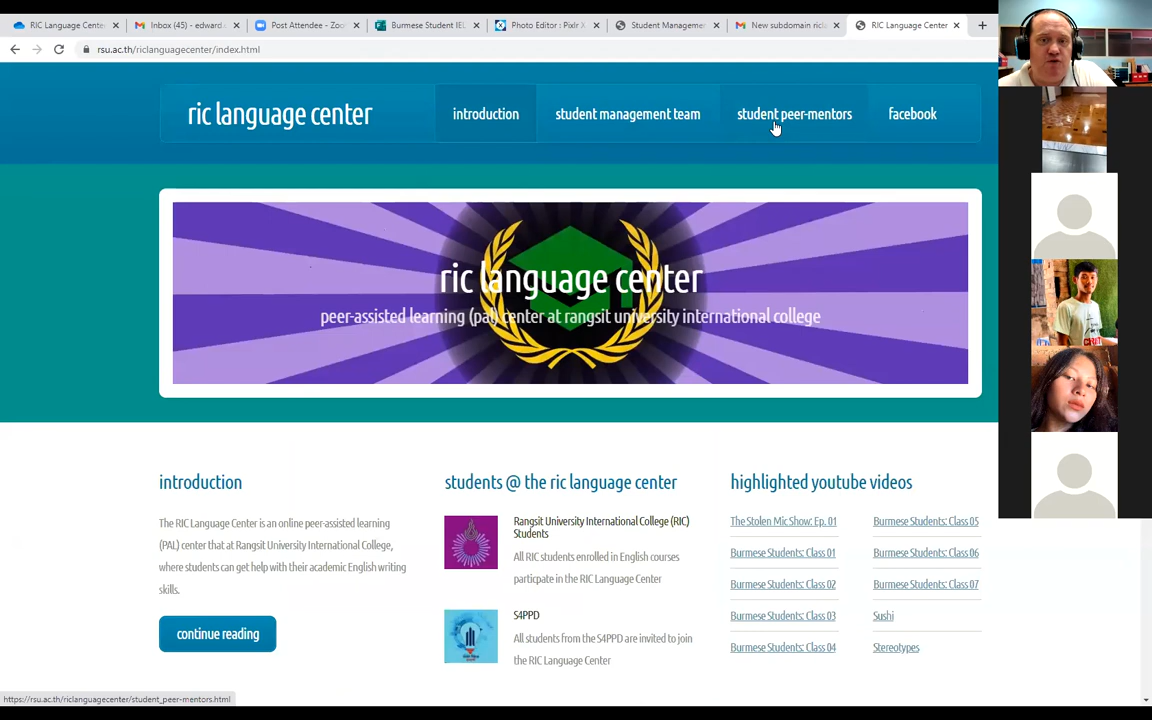 RIC Language Cente
Inbox (45) - edward
Post Attendee - Zoo
Burmese Student IEL
Photo Editor : Pixlr X
Student Manageme
New subdomain ricl
RIC Language Center
rsu.ac.th/riclanguagecenter/index.html
ric language center
introduction
student management team
student peer-mentors
facebook
ric language center
peer-assisted learning (pal) center at rangsit university international college
introduction
The RIC Language Center is an online peer-assisted learning
(PAL) center that at Rangsit University International College,
where students can get help with their academic English writing
skills.
continue reading
students @ the ric language center
Rangsit University International College (RIC)
Students
All RIC students enrolled in English courses
particpate in the RIC Language Center
S4PPD
All students from the S4PPD are invited to join
the RIC Language Center
highlighted youtube videos
The Stolen Mic Show: Ep. 01
Burmese Students: Class 01
Burmese Students: Class 02
Burmese Students: Class 03
Burmese Students: Class 04
Burmese Students: Class 05
Burmese Students: Class 06
Burmese Students: Class 07
Sushi
Stereotypes
https://rsu.ac.th/riclanguagecenter/student_peer-mentors.html